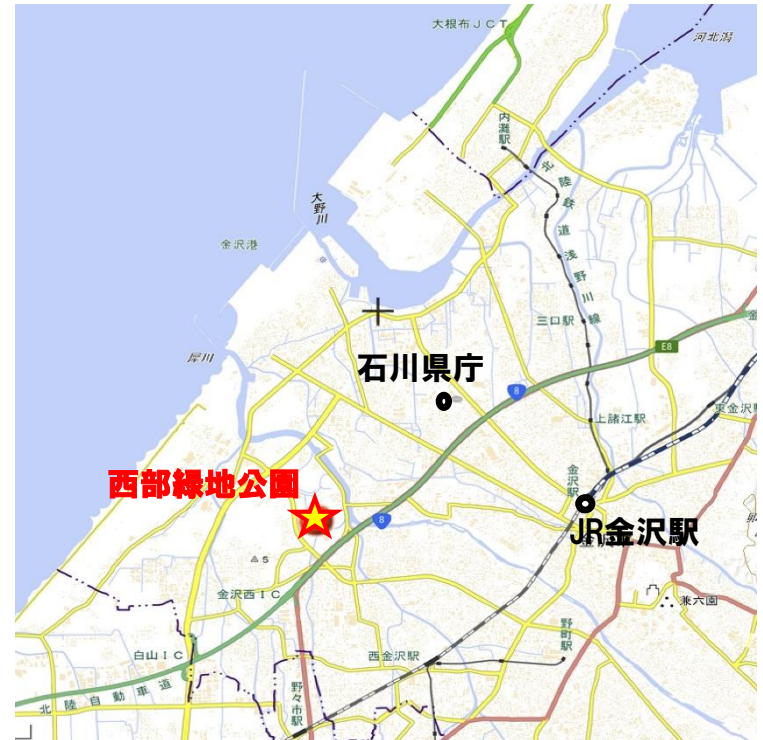 大根布JCT
河北潟
内灘駅
北陸鉄道浅野川線
大野川
金沢港
三口駅
犀川
石川県庁
E8
8
上諸江駅
東金沢駅
金沢駅
西部緑地公園
JR金沢駅
8
5
金沢西IC
兼六園
白山IC
西金沢駅
野町駅
北陸自動車道
野々市駅